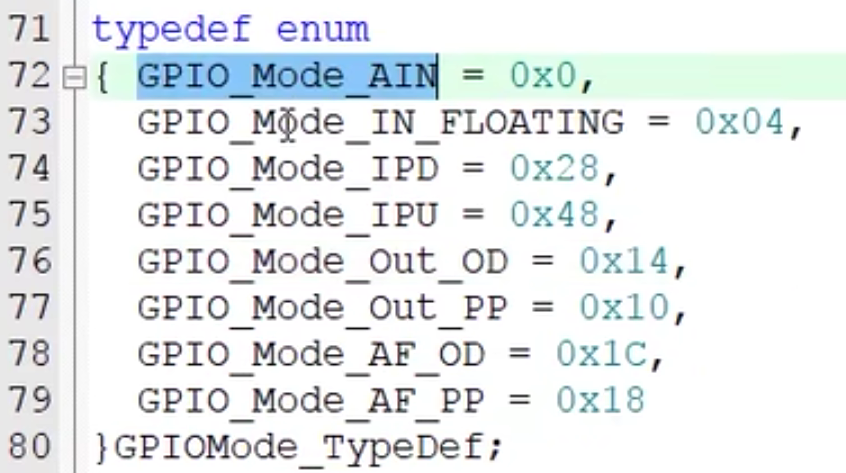 71 typedef enum
72 { GPIO_Mode_AIN = 0x0,
73 GPIO_Mode_IN_FLOATING = 0x04,
74 GPIO_Mode_IPD = 0x28,
75 GPIO_Mode_IPU = 0x48,
76 GPIO_Mode_Out_OD = 0x14,
77 GPIO_Mode_Out_PP = 0x10,
78 GPIO_Mode_AF_OD = 0x1C,
79 GPIO_Mode_AF_PP = 0x18
80 }GPIOMode_TypeDef;